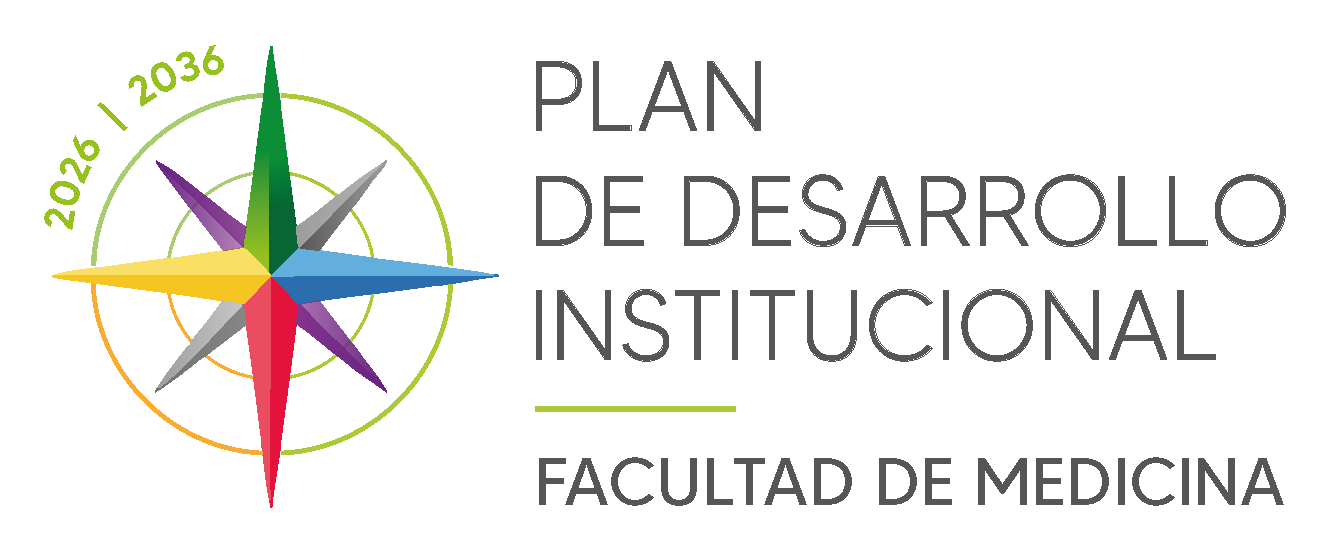 2026 | 2036
PLAN
DE DESARROLLO
INSTITUCIONAL
FACULTAD DE MEDICINA